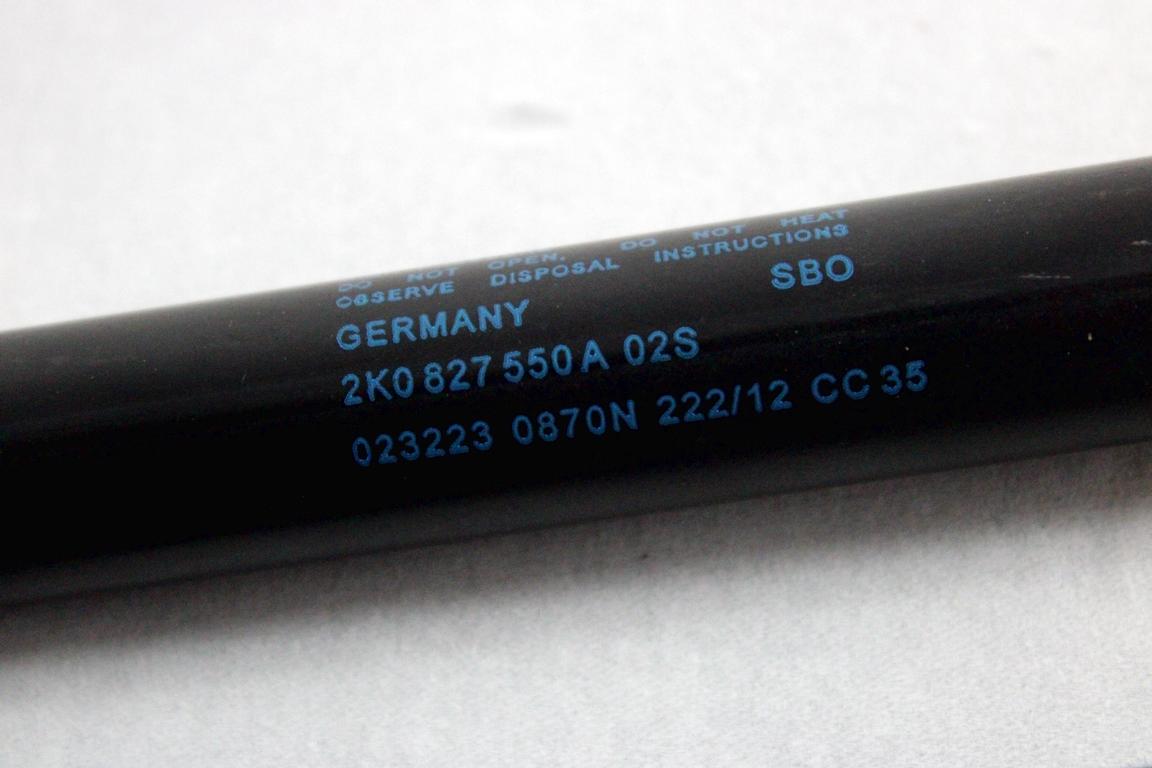 DO NOT OPEN. DO NOT HEAT
OBSERVE DISPOSAL INSTRUCTIONS
GERMANY SBO
2K0 827 550 A 02S
023223 0870N 222/12 CC 35